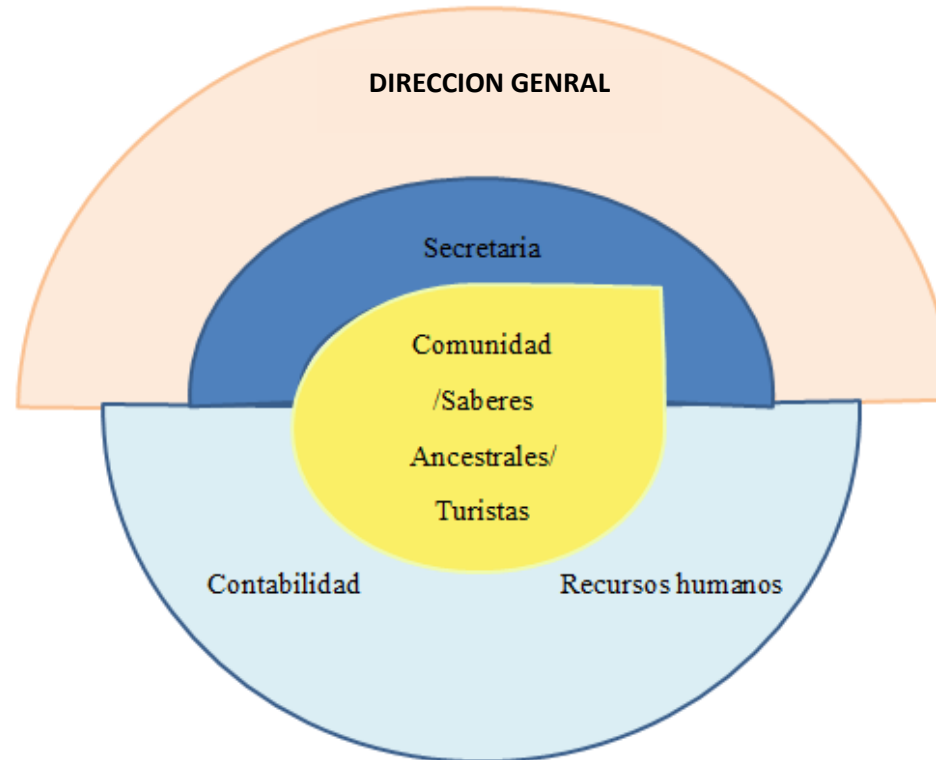 DIRECCION GENRAL
Secretaria
Comunidad
/Saberes
Ancestrales/
Turistas
Contabilidad
Recursos humanos